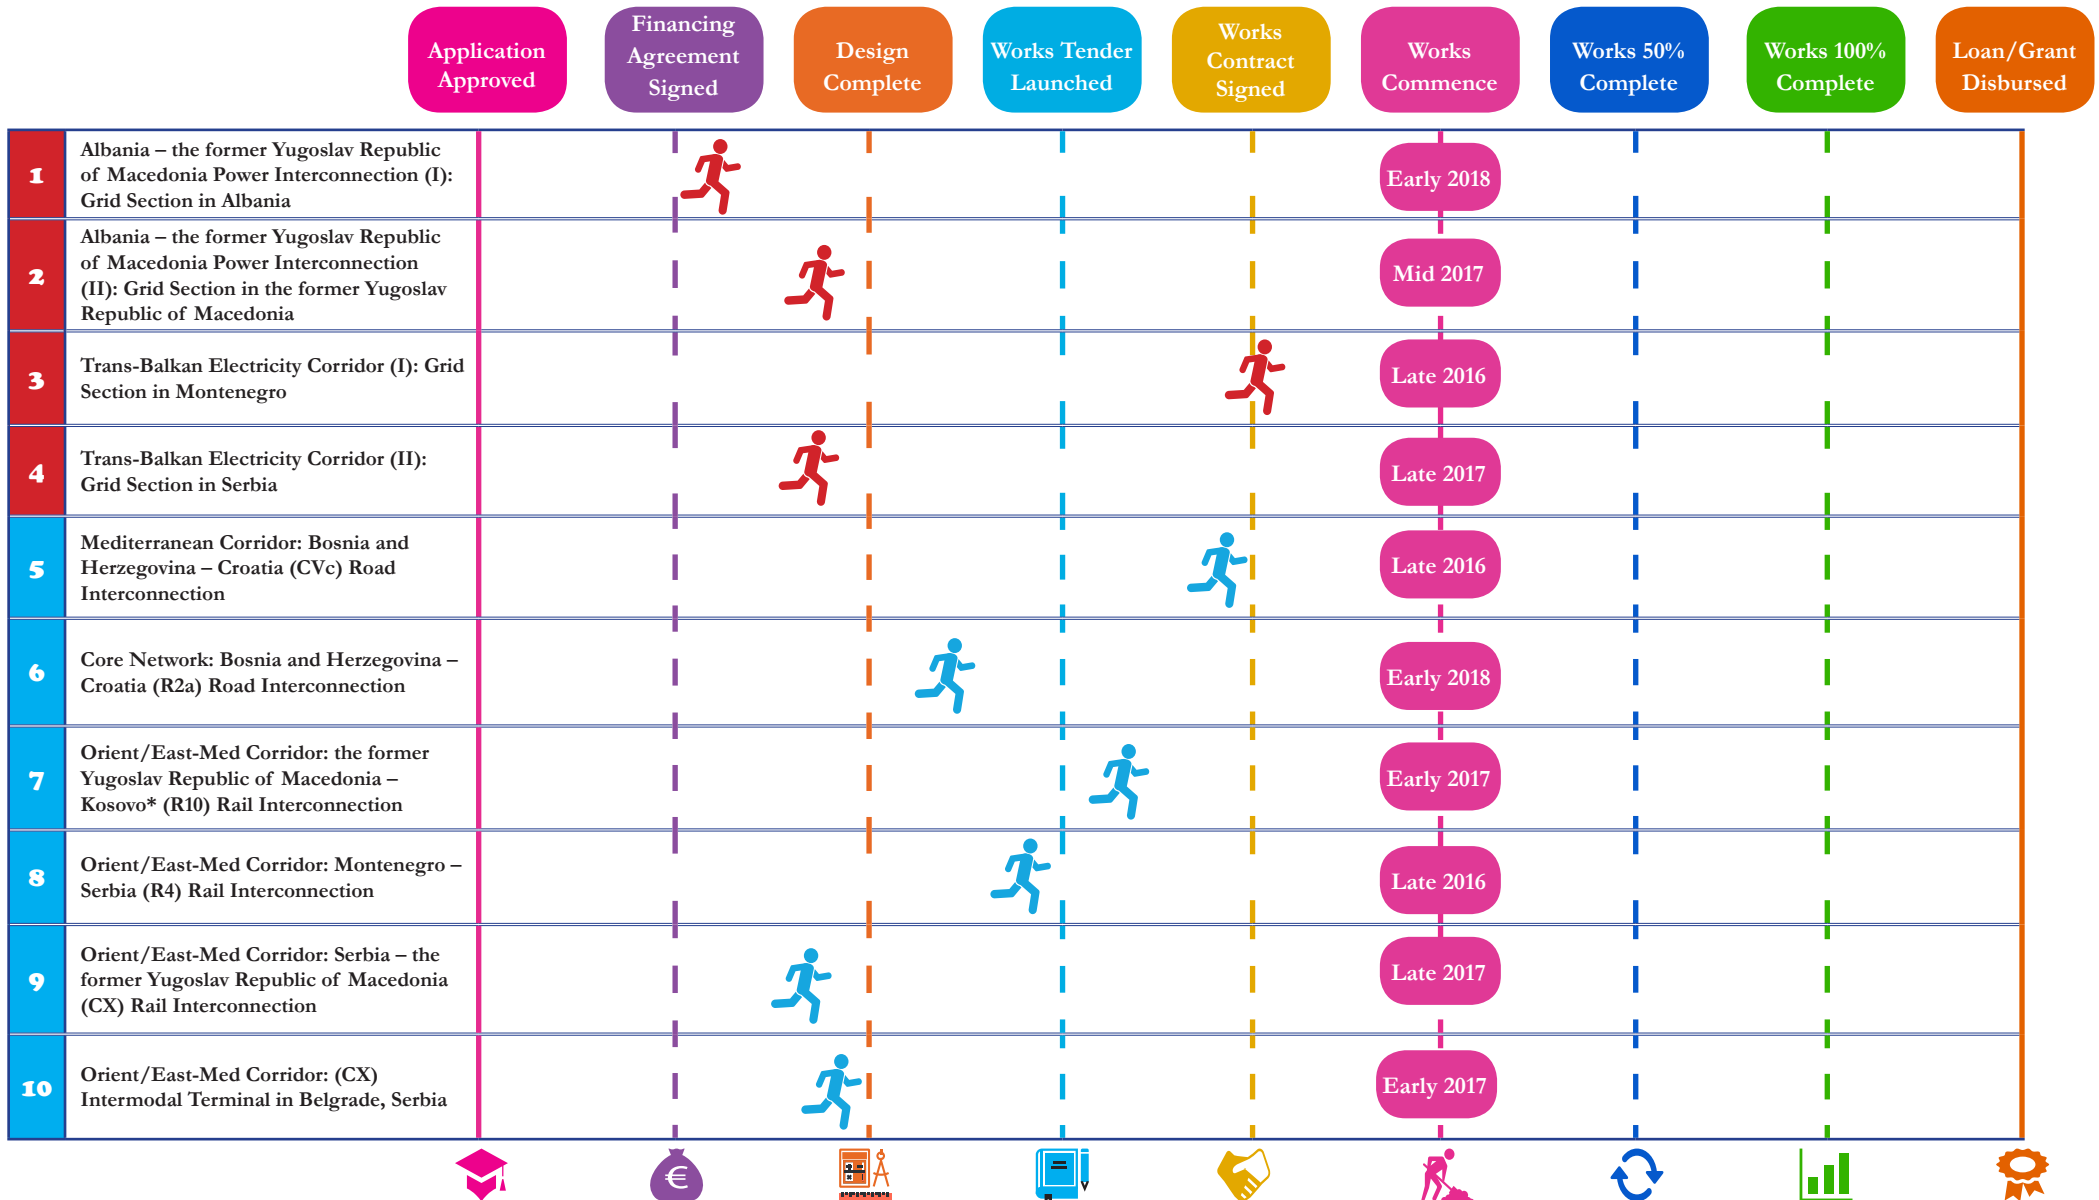 Application
Approved
Financing
Agreement
Signed
Design
Complete
Works Tender
Launched
Works
Contract
Signed
Works
Commence
Works 50%
Complete
Works 100%
Complete
Loan/Grant
Disbursed
1
Albania – the former Yugoslav Republic
of Macedonia Power Interconnection (I):
Grid Section in Albania
Early 2018
2
Albania – the former Yugoslav Republic
of Macedonia Power Interconnection
(II): Grid Section in the former Yugoslav
Republic of Macedonia
Mid 2017
3
Trans-Balkan Electricity Corridor (I): Grid
Section in Montenegro
Late 2016
4
Trans-Balkan Electricity Corridor (II):
Grid Section in Serbia
Late 2017
5
Mediterranean Corridor: Bosnia and
Herzegovina – Croatia (CVc) Road
Interconnection
Late 2016
6
Core Network: Bosnia and Herzegovina –
Croatia (R2a) Road Interconnection
Early 2018
7
Orient/East-Med Corridor: the former
Yugoslav Republic of Macedonia –
Kosovo* (R10) Rail Interconnection
Early 2017
8
Orient/East-Med Corridor: Montenegro –
Serbia (R4) Rail Interconnection
Late 2016
9
Orient/East-Med Corridor: Serbia – the
former Yugoslav Republic of Macedonia
(CX) Rail Interconnection
Late 2017
10
Orient/East-Med Corridor: (CX)
Intermodal Terminal in Belgrade, Serbia
Early 2017
€